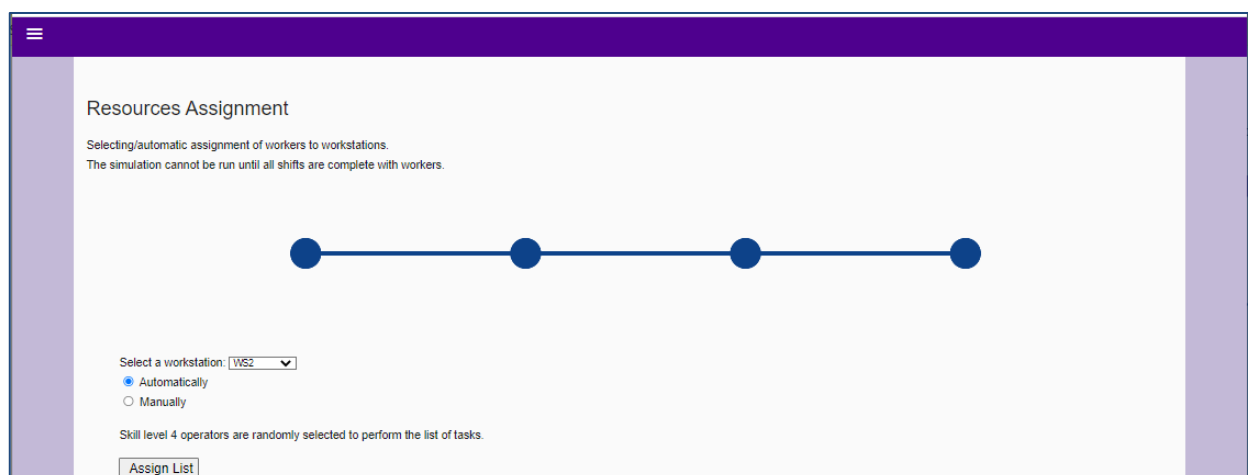 Resources Assignment
Selecting/automatic assignment of workers to workstations.
The simulation cannot be run until all shifts are complete with workers.
Select a workstation: WS2
Automatically
Manually
Skill level 4 operators are randomly selected to perform the list of tasks.
Assign List